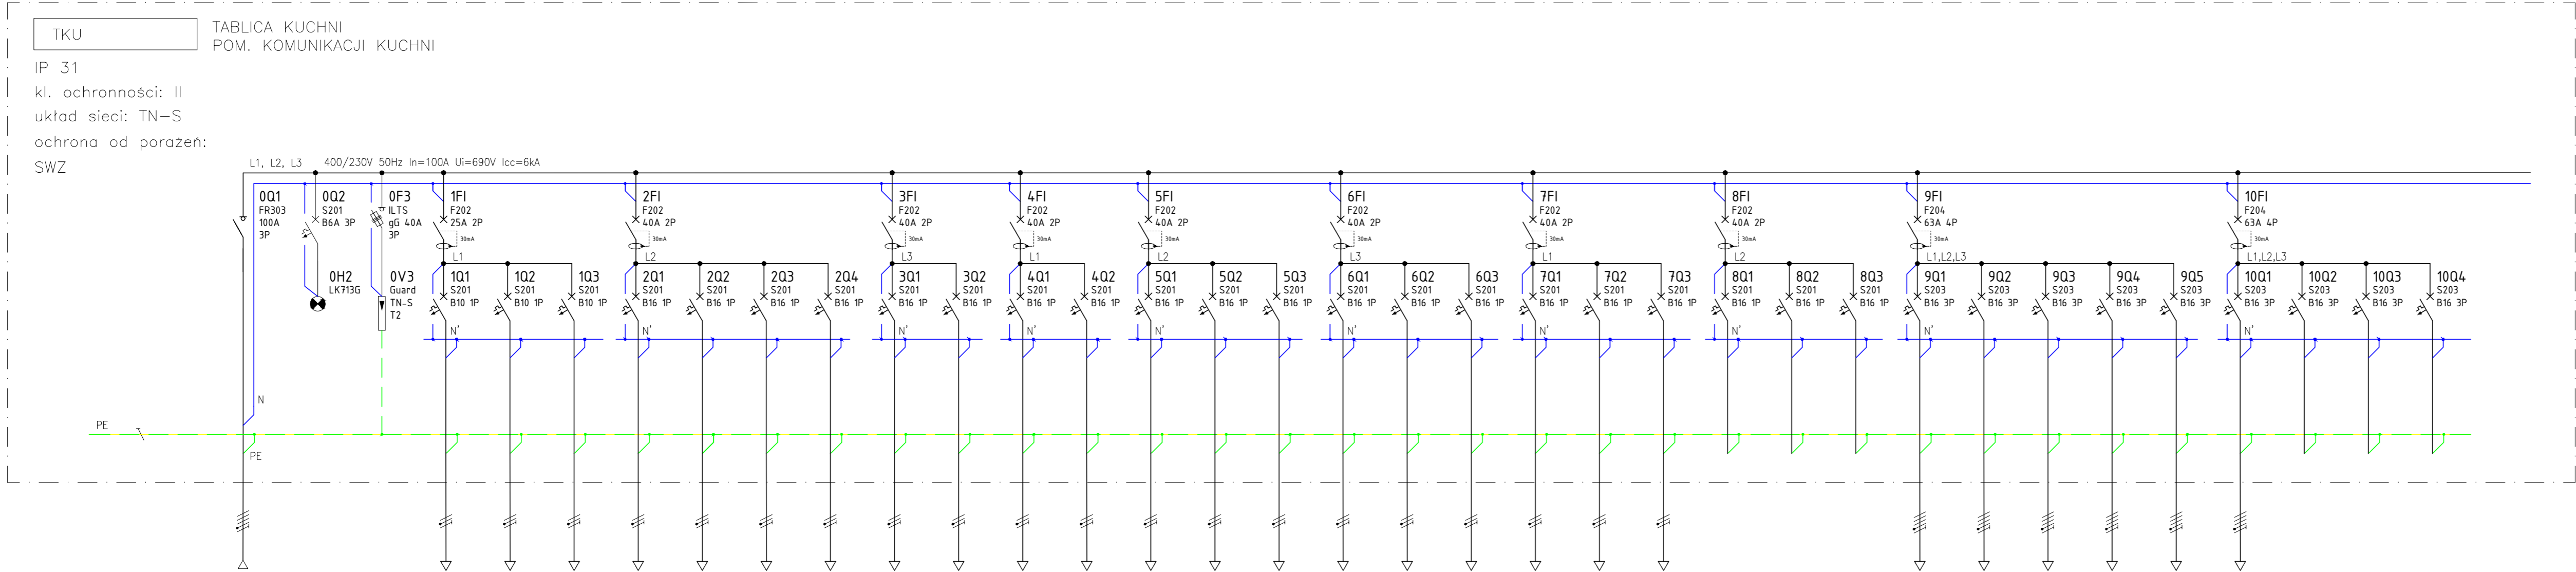 TKU
TABLICA KUCHNI
POM. KOMUNIKACJI KUCHNI
IP 31
kl. ochronności: II
układ sieci: TN-S
ochrona od porażeń:
SWZ
L1, L2, L3 400/230V 50Hz In=100A Ui=690V Icc=6kA
0Q1
FR303
100A
3P
0Q2
S201
B6A 3P
0H2
LK713G
0F3
ILTS
gG 40A
3P
0V3
Guard
TN-S
T2
1FI
F202
25A 2P
30mA
L1
1Q1
S201
B10 1P
1Q2
S201
B10 1P
1Q3
S201
B10 1P
N'
2FI
F202
40A 2P
30mA
L2
2Q1
S201
B16 1P
2Q2
S201
B16 1P
2Q3
S201
B16 1P
2Q4
S201
B16 1P
N'
3FI
F202
40A 2P
30mA
L3
3Q1
S201
B16 1P
3Q2
S201
B16 1P
N'
4FI
F202
40A 2P
30mA
L1
4Q1
S201
B16 1P
4Q2
S201
B16 1P
N'
5FI
F202
40A 2P
30mA
L2
5Q1
S201
B16 1P
5Q2
S201
B16 1P
5Q3
S201
B16 1P
N'
6FI
F202
40A 2P
30mA
L3
6Q1
S201
B16 1P
6Q2
S201
B16 1P
6Q3
S201
B16 1P
N'
7FI
F202
40A 2P
30mA
L1
7Q1
S201
B16 1P
7Q2
S201
B16 1P
7Q3
S201
B16 1P
N'
8FI
F202
40A 2P
30mA
L2
8Q1
S201
B16 1P
8Q2
S201
B16 1P
8Q3
S201
B16 1P
N'
9FI
F204
63A 4P
30mA
L1,L2,L3
9Q1
S203
B16 3P
9Q2
S203
B16 3P
9Q3
S203
B16 3P
9Q4
S203
B16 3P
9Q5
S203
B16 3P
N'
10FI
F204
63A 4P
30mA
L1,L2,L3
10Q1
S203
B16 3P
10Q2
S203
B16 3P
10Q3
S203
B16 3P
10Q4
S203
B16 3P
N'
N
PE
PE